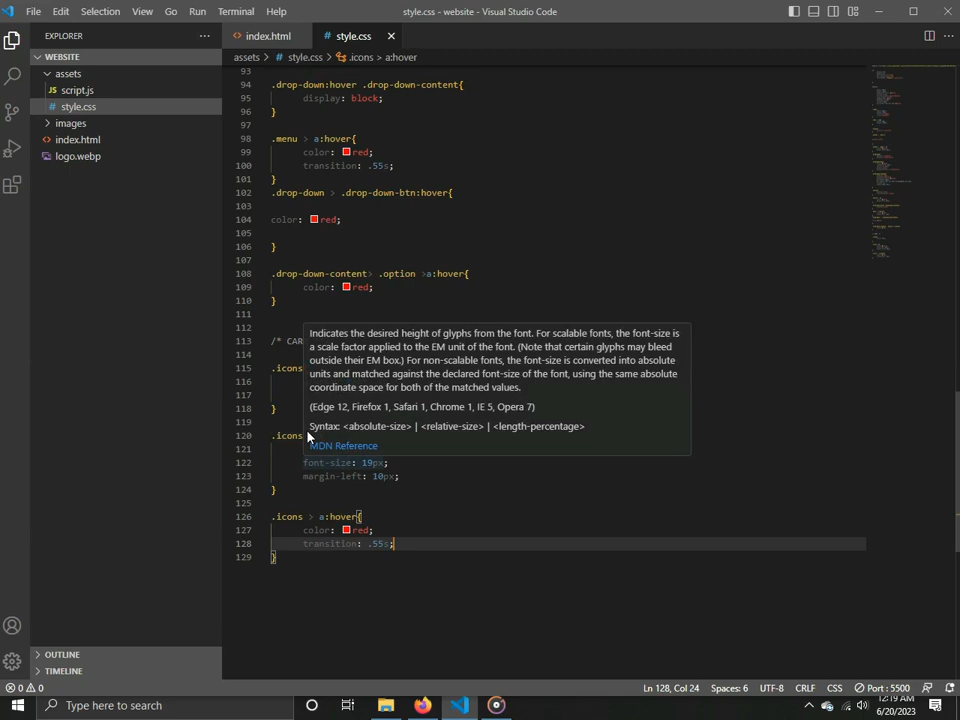 File Edit Selection View Go Run Terminal Help
style.css - website - Visual Studio Code
EXPLORER
WEBSITE
assets
JS script.js
# style.css
images
<> index.html
logo.webp
OUTLINE
TIMELINE
<> index.html
# style.css
assets > # style.css > .icons > a:hover
93
94 .drop-down:hover .drop-down-content{
95 display: block;
96 }
97
98 .menu > a:hover{
99 color: red;
100 transition: .55s;
101 }
102 .drop-down > .drop-down-btn:hover{
103
104 color: red;
105
106 }
107
108 .drop-down-content> .option >a:hover{
109 color: red;
110 }
111
112
113 /* CAR
114
115 .icons
116
117
118 }
119
120 .icons
121
122 font-size: 19px;
123 margin-left: 10px;
124 }
125
126 .icons > a:hover{
127 color: red;
128 transition: .55s;
129 }
Indicates the desired height of glyphs from the font. For scalable fonts, the font-size is
a scale factor applied to the EM unit of the font. (Note that certain glyphs may bleed
outside their EM box.) For non-scalable fonts, the font-size is converted into absolute
units and matched against the declared font-size of the font, using the same absolute
coordinate space for both of the matched values.
(Edge 12, Firefox 1, Safari 1, Chrome 1, IE 5, Opera 7)
Syntax: <absolute-size> | <relative-size> | <length-percentage>
MDN Reference
0 0
Ln 128, Col 24 Spaces: 6 UTF-8 CRLF CSS Port : 5500
Type here to search
12:19 AM
6/20/2023